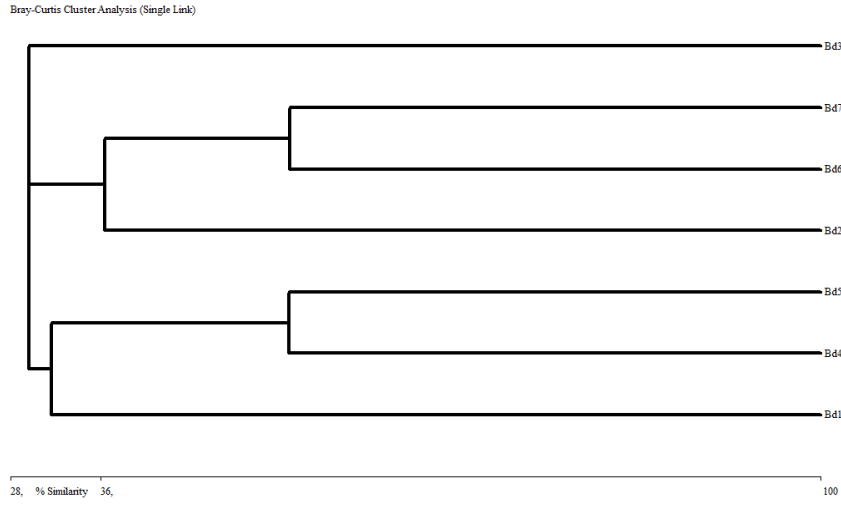 Bray-Curtis Cluster Analysis (Single Link)
Bd3
Bd7
Bd6
Bd2
Bd5
Bd4
Bd1
28, % Similarity 36, 100